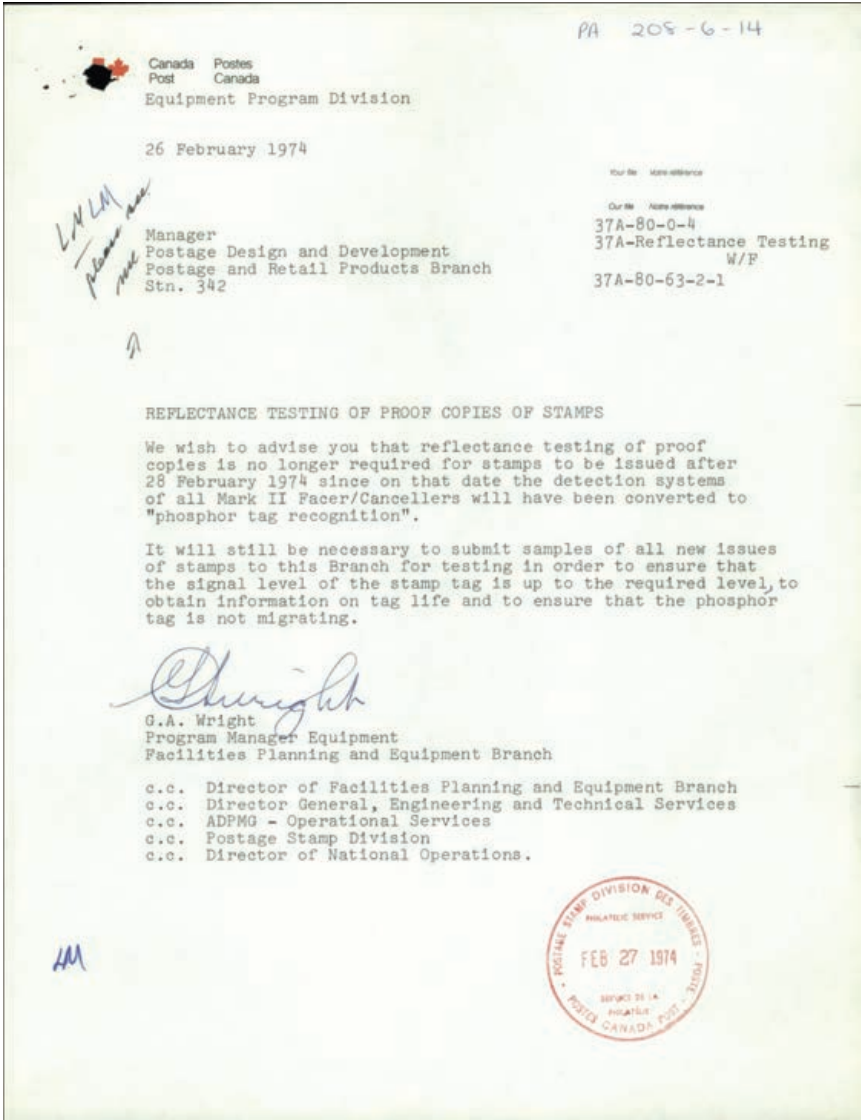 PA 208-6-14
Canada Postes
Post Canada
Equipment Program Division
26 February 1974
Your file Votre référence
Our file Notre référence
37A-80-0-4
37A-Reflectance Testing
W/F
37A-80-63-2-1
LM LM
please see
me
Manager
Postage Design and Development
Postage and Retail Products Branch
Stn. 342
REFLECTANCE TESTING OF PROOF COPIES OF STAMPS
We wish to advise you that reflectance testing of proof
copies is no longer required for stamps to be issued after
28 February 1974 since on that date the detection systems
of all Mark II Facer/Cancellers will have been converted to
"phosphor tag recognition".
It will still be necessary to submit samples of all new issues
of stamps to this Branch for testing in order to ensure that
the signal level of the stamp tag is up to the required level, to
obtain information on tag life and to ensure that the phosphor
tag is not migrating.
GAWright
G.A. Wright
Program Manager Equipment
Facilities Planning and Equipment Branch
c.c. Director of Facilities Planning and Equipment Branch
c.c. Director General, Engineering and Technical Services
c.c. ADPMG - Operational Services
c.c. Postage Stamp Division
c.c. Director of National Operations.
LM
POSTAGE STAMP DIVISION DES TIMBRES - POSTE
PHILATELIC SERVICE
FEB 27 1974
SERVICE DE LA
PHILATÉLIE
POSTES CANADA POST